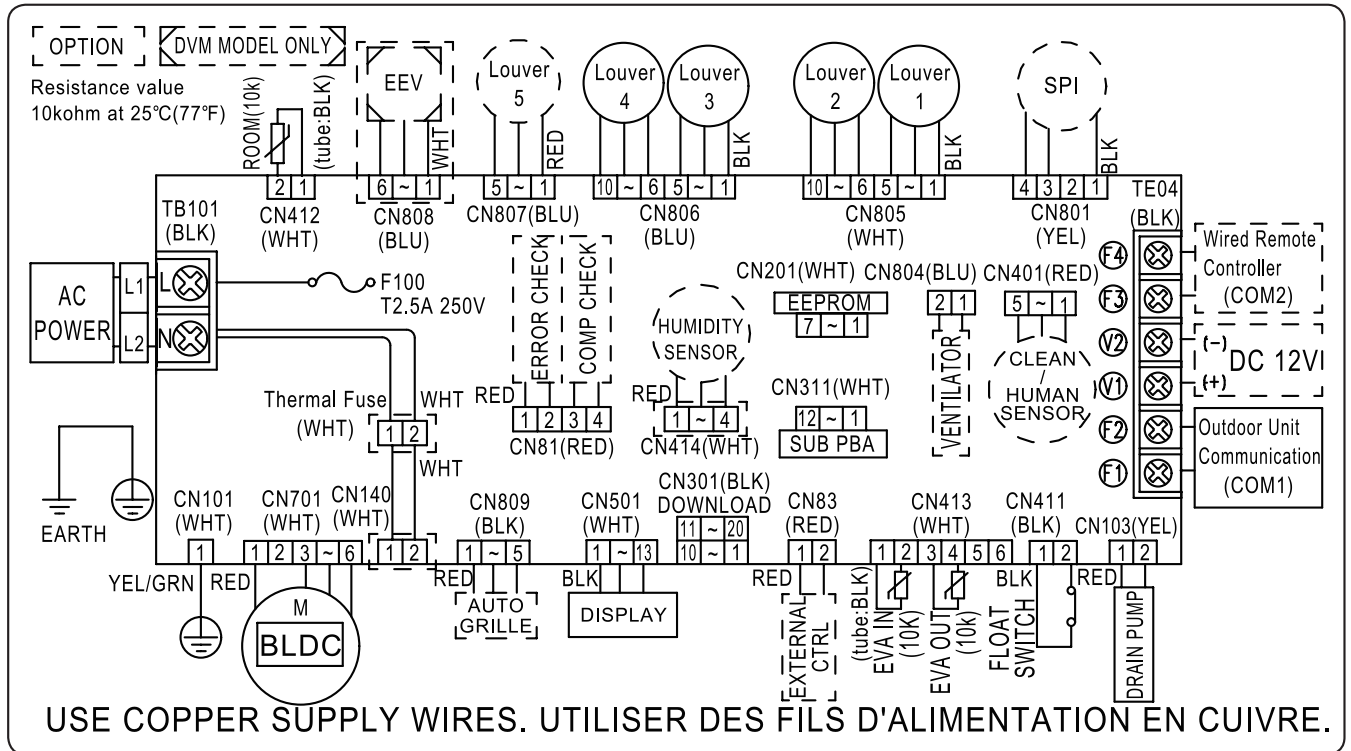 OPTION
DVM MODEL ONLY
Resistance value
10kohm at 25℃(77℉)
ROOM(10k)
(tube:BLK)
EEV
WHT
Louver
5
RED
Louver
4
Louver
3
BLK
Louver
2
Louver
1
BLK
SPI
BLK
2 1
CN412
(WHT)
6 ~ 1
CN808
(BLU)
5 ~ 1
CN807(BLU)
10 ~ 6 5 ~ 1
CN806
(BLU)
10 ~ 6 5 ~ 1
CN805
(WHT)
4 3 2 1
CN801
(YEL)
TE04
(BLK)
TB101
(BLK)
AC
POWER
L1
L2
L
N
F100
T2.5A 250V
ERROR CHECK
COMP CHECK
RED
1 2 3 4
CN81(RED)
HUMIDITY
SENSOR
RED
1 ~ 4
CN414(WHT)
CN201(WHT)
EEPROM
7 ~ 1
CN311(WHT)
12 ~ 1
SUB PBA
CN804(BLU)
2 1
VENTILATOR
CN401(RED)
5 ~ 1
CLEAN
/
HUMAN
SENSOR
F4
F3
V2
V1
F2
F1
Wired Remote
Controller
(COM2)
(-)
DC 12V
(+)
Outdoor Unit
Communication
(COM1)
Thermal Fuse
(WHT)
WHT
1 2
WHT
EARTH
CN101
(WHT)
1
YEL/GRN
CN701
(WHT)
1 2 3 ~ 6
RED
M
BLDC
CN140
(WHT)
1 2
CN809
(BLK)
1 ~ 5
RED
AUTO
GRILLE
CN501
(WHT)
1 ~ 13
BLK
DISPLAY
CN301(BLK)
DOWNLOAD
11 ~ 20
10 ~ 1
CN83
(RED)
1 2
RED
EXTERNAL
CTRL
CN413
(WHT)
1 2 3 4 5 6
(tube:BLK)
EVA IN
(10K)
EVA OUT
(10k)
CN411
(BLK)
1 2
BLK
FLOAT
SWITCH
CN103(YEL)
1 2
RED
DRAIN PUMP
USE COPPER SUPPLY WIRES. UTILISER DES FILS D'ALIMENTATION EN CUIVRE.